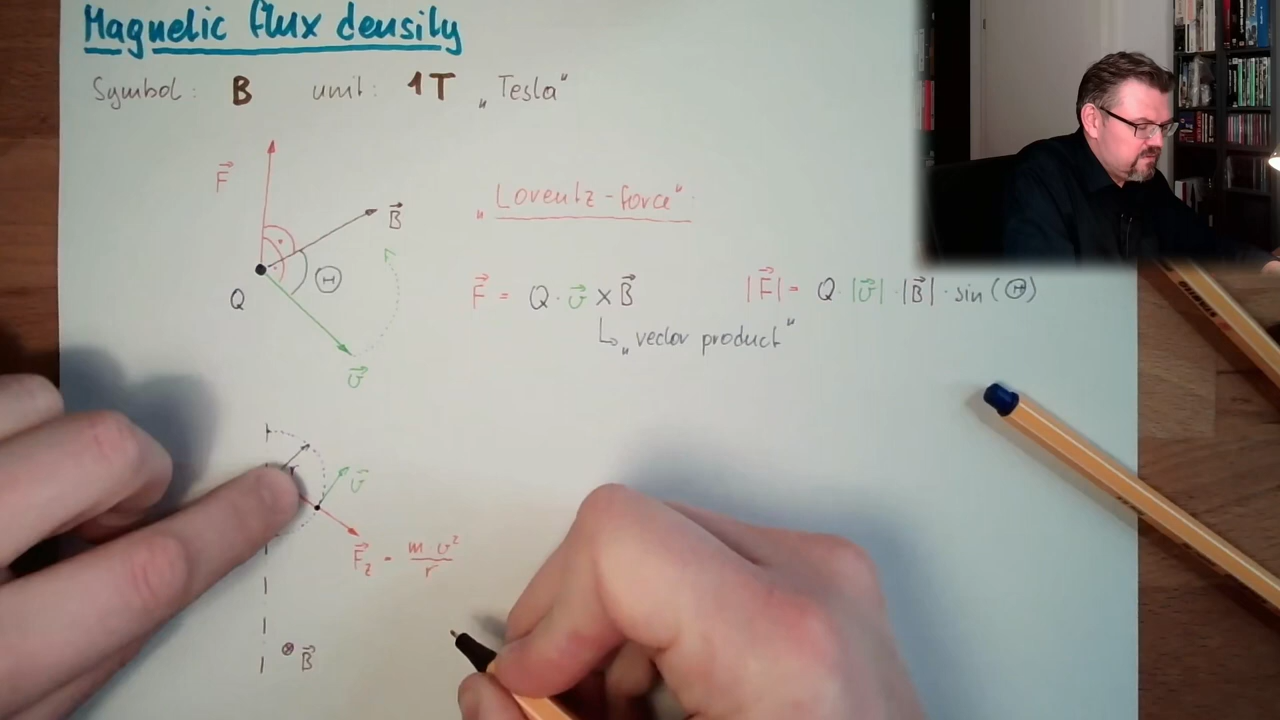 Magnetic flux density
Symbol: B unit: 1T „Tesla"
F⃗
B⃗
Θ
Q
v⃗
„Lorentz-force":
F⃗ = Q · v⃗ × B⃗
|F⃗| = Q · |v⃗| · |B⃗| · sin(Θ)
↳ „vector product"
r
v⃗
F⃗z = m v² / r
⊗ B⃗